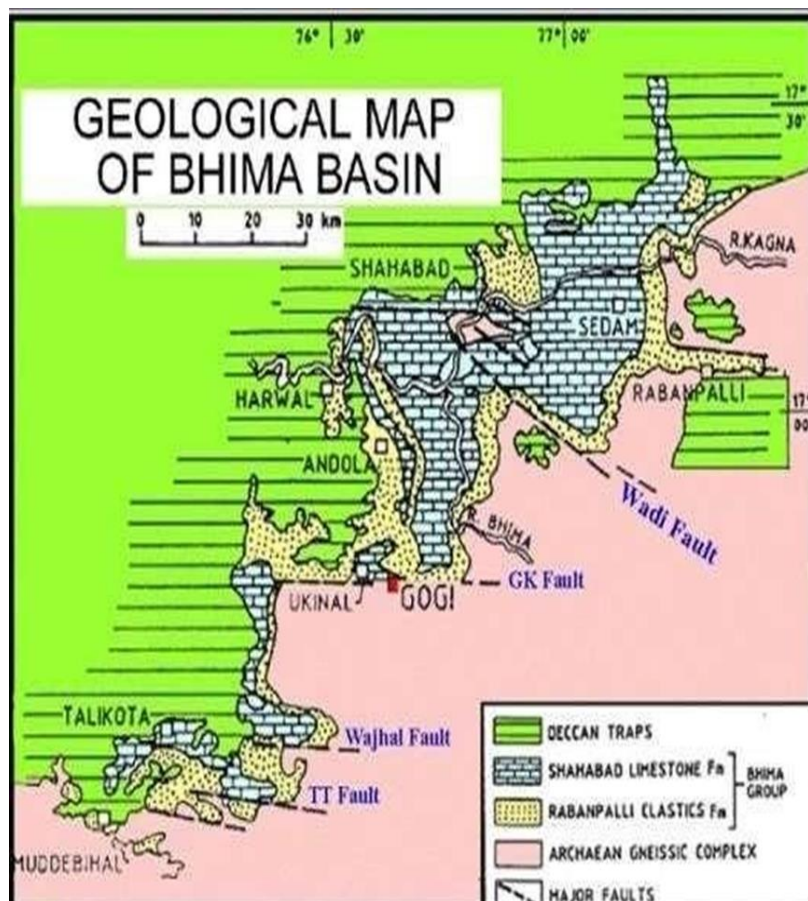 76° 30'
77° 00'
17°
30'
GEOLOGICAL MAP
OF BHIMA BASIN
0 10 20 30 km
R.KAGNA
SHAHABAD
SEDAM
HARWAL
RABANPALLI
17°
00'
ANDOLA
Wadi Fault
R. BHIMA
GK Fault
UKINAL
GOGI
TALIKOTA
Wajhal Fault
TT Fault
MUDDEBIHAL
DECCAN TRAPS
SHAHABAD LIMESTONE Fm
RABANPALLI CLASTICS Fm
BHIMA
GROUP
ARCHAEAN GNEISSIC COMPLEX
MAJOR FAULTS